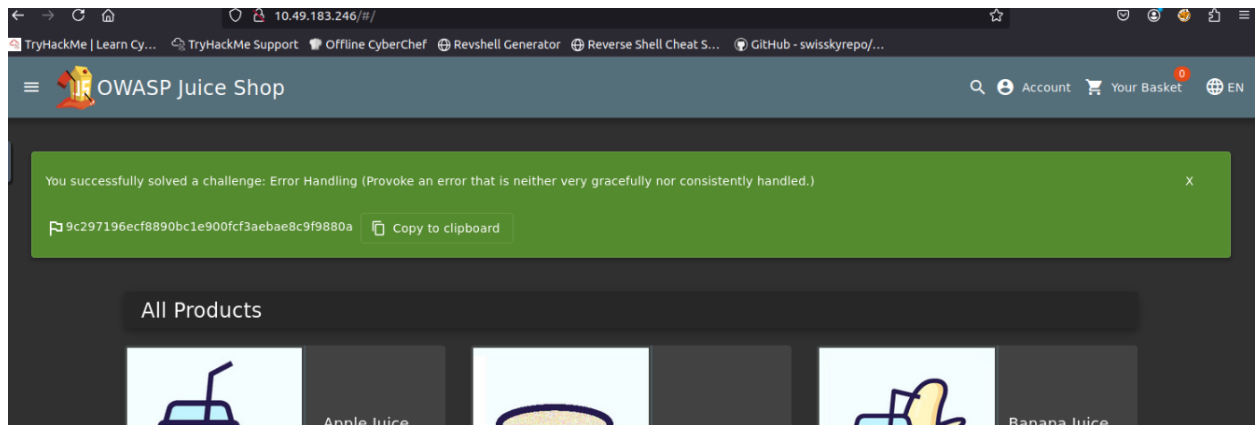 10.49.183.246/#/
TryHackMe | Learn Cy... TryHackMe Support Offline CyberChef Revshell Generator Reverse Shell Cheat S... GitHub - swisskyrepo/...
OWASP Juice Shop Account Your Basket 0 EN
You successfully solved a challenge: Error Handling (Provoke an error that is neither very gracefully nor consistently handled.) X
9c297196ecf8890bc1e900fcf3aebae8c9f9880a Copy to clipboard
All Products
Apple Juice Banana Juice